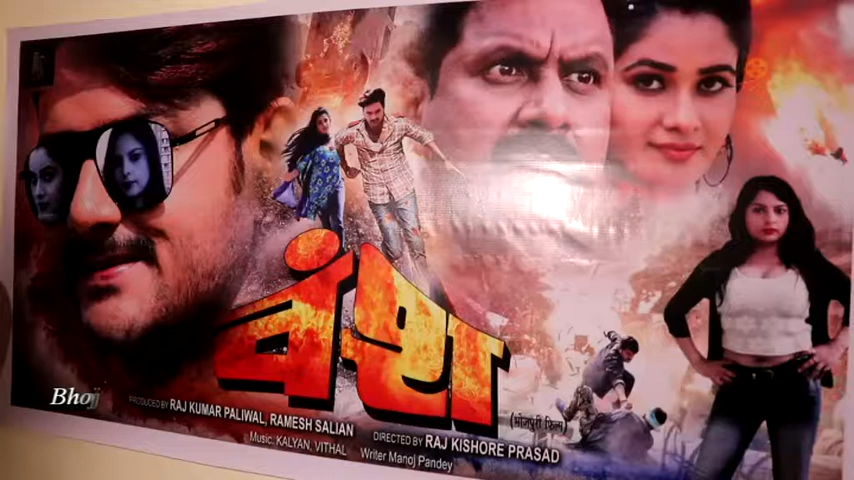 वंश
(भोजपुरी फिल्म)
PRODUCED BY RAJ KUMAR PALIWAL, RAMESH SALIAN
Music. KALYAN, VITHAL
DIRECTED BY RAJ KISHORE PRASAD
Writer Manoj Pandey